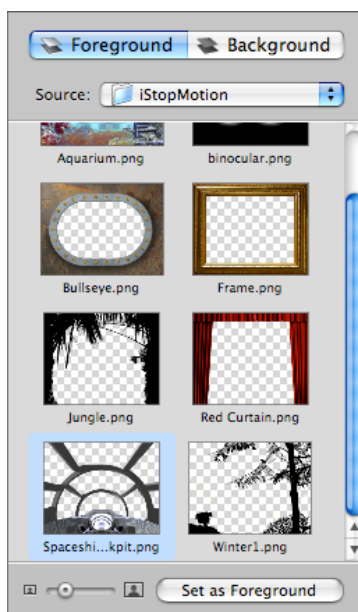 Foreground Background
Source: iStopMotion
Aquarium.png binocular.png
Bullseye.png Frame.png
Jungle.png Red Curtain.png
Spaceshi...kpit.png Winter1.png
Set as Foreground